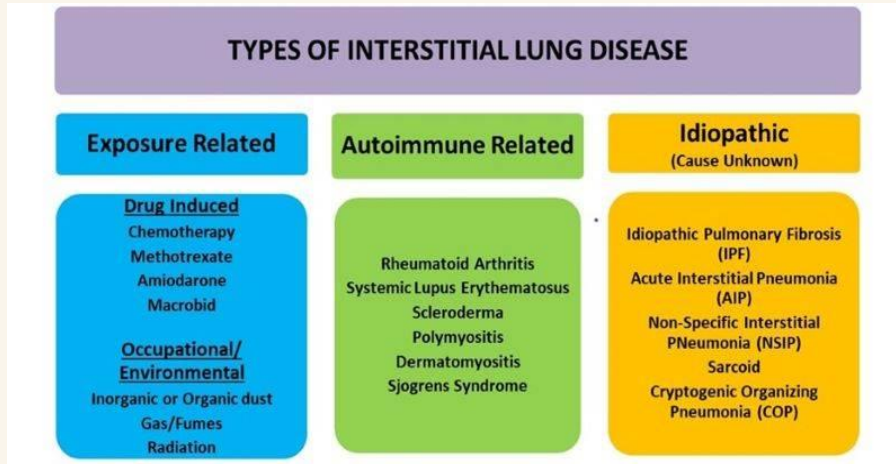 TYPES OF INTERSTITIAL LUNG DISEASE
Exposure Related
Drug Induced
Chemotherapy
Methotrexate
Amiodarone
Macrobid
Occupational/
Environmental
Inorganic or Organic dust
Gas/Fumes
Radiation
Autoimmune Related
Rheumatoid Arthritis
Systemic Lupus Erythematosus
Scleroderma
Polymyositis
Dermatomyositis
Sjogrens Syndrome
Idiopathic
(Cause Unknown)
Idiopathic Pulmonary Fibrosis
(IPF)
Acute Interstitial Pneumonia
(AIP)
Non-Specific Interstitial
PNeumonia (NSIP)
Sarcoid
Cryptogenic Organizing
Pneumonia (COP)